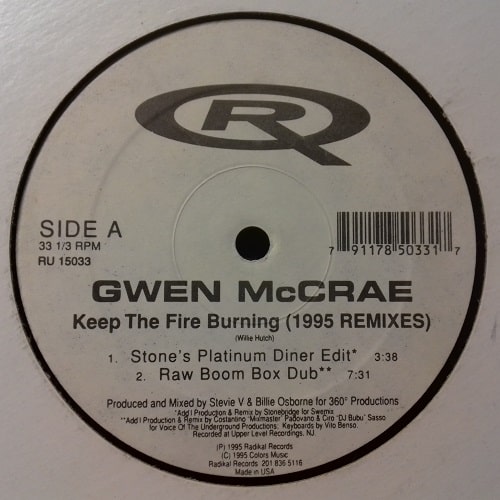 R
SIDE A
33 1/3 RPM
RU 15033
7 91178 50331 7
GWEN McCRAE
Keep The Fire Burning (1995 REMIXES)
(Willie Hutch)
1. Stone's Platinum Diner Edit* 3:38
2. Raw Boom Box Dub** 7:31
Produced and Mixed by Stevie V & Billie Osborne for 360° Productions
*Add'l Production & Remix by Stonebridge for Swemix
**Add'l Production & Remix by Costantino "Mixmaster" Padovano & Ciro "DJ Bubu" Sasso
for Voice Of The Underground Productions. Keyboards by Vito Benso.
Recorded at Upper Level Recordings, NJ.
(P) 1995 Radikal Records
(C) 1995 Colors Music
Radikal Records 201 836 5116
Made in USA